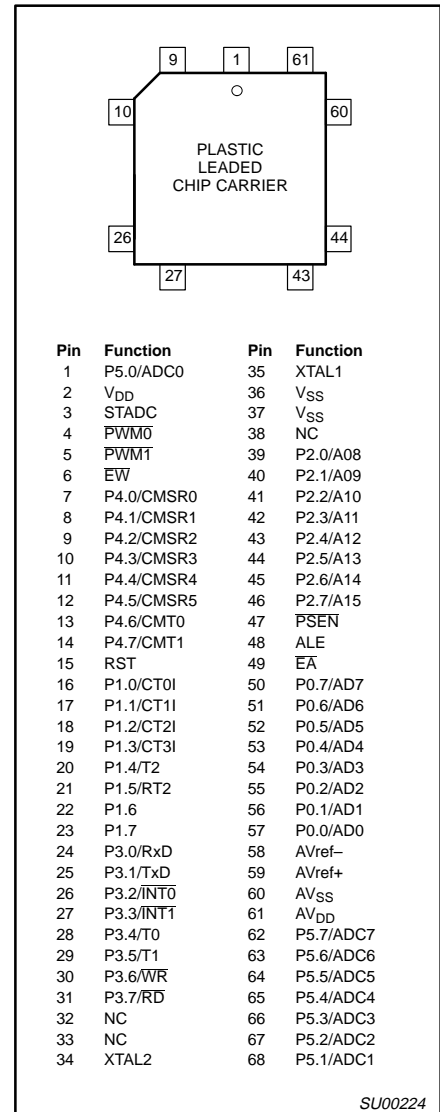 9 1 61
10 60
PLASTIC
LEADED
CHIP CARRIER
26 44
27 43
Pin Function Pin Function
1 P5.0/ADC0 35 XTAL1
2 VDD 36 VSS
3 STADC 37 VSS
4 P̅W̅M̅0̅ 38 NC
5 P̅W̅M̅1̅ 39 P2.0/A08
6 E̅W̅ 40 P2.1/A09
7 P4.0/CMSR0 41 P2.2/A10
8 P4.1/CMSR1 42 P2.3/A11
9 P4.2/CMSR2 43 P2.4/A12
10 P4.3/CMSR3 44 P2.5/A13
11 P4.4/CMSR4 45 P2.6/A14
12 P4.5/CMSR5 46 P2.7/A15
13 P4.6/CMT0 47 P̅S̅E̅N̅
14 P4.7/CMT1 48 ALE
15 RST 49 E̅A̅
16 P1.0/CT0I 50 P0.7/AD7
17 P1.1/CT1I 51 P0.6/AD6
18 P1.2/CT2I 52 P0.5/AD5
19 P1.3/CT3I 53 P0.4/AD4
20 P1.4/T2 54 P0.3/AD3
21 P1.5/RT2 55 P0.2/AD2
22 P1.6 56 P0.1/AD1
23 P1.7 57 P0.0/AD0
24 P3.0/RxD 58 AVref–
25 P3.1/TxD 59 AVref+
26 P3.2/I̅N̅T̅0̅ 60 AVSS
27 P3.3/I̅N̅T̅1̅ 61 AVDD
28 P3.4/T0 62 P5.7/ADC7
29 P3.5/T1 63 P5.6/ADC6
30 P3.6/W̅R̅ 64 P5.5/ADC5
31 P3.7/R̅D̅ 65 P5.4/ADC4
32 NC 66 P5.3/ADC3
33 NC 67 P5.2/ADC2
34 XTAL2 68 P5.1/ADC1
SU00224